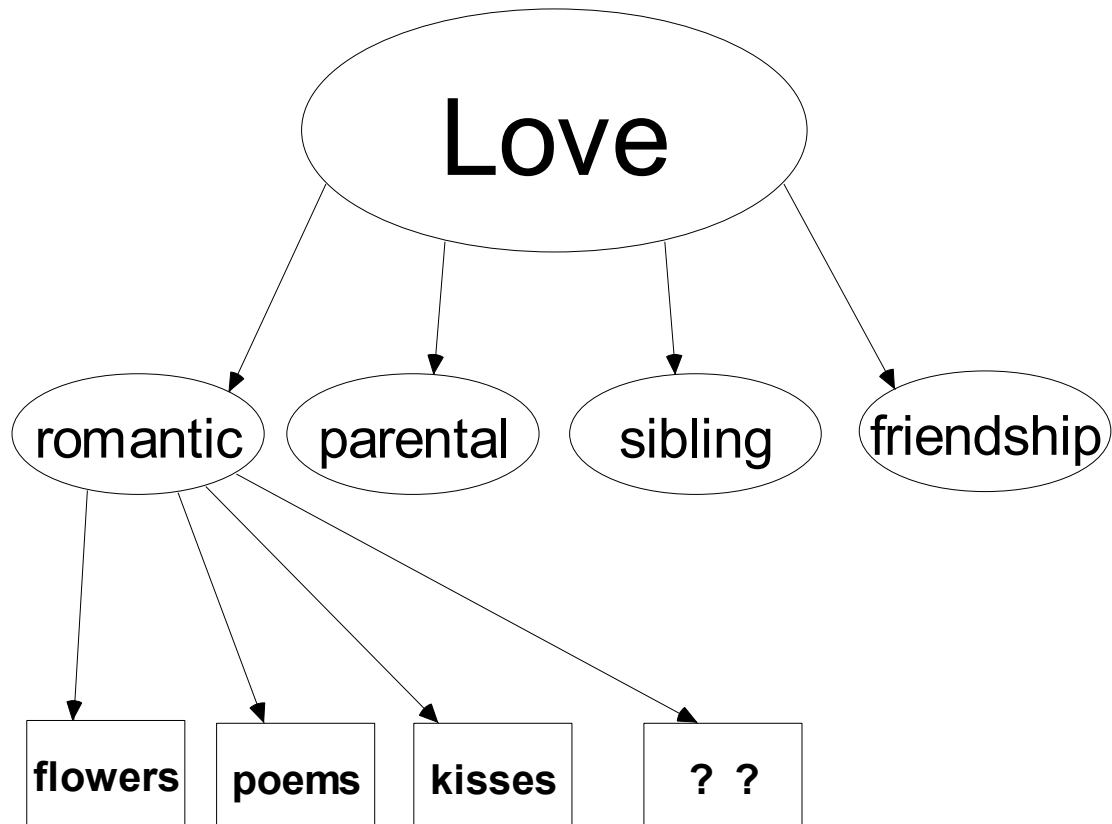 Love
romantic
parental
sibling
friendship
flowers
poems
kisses
? ?